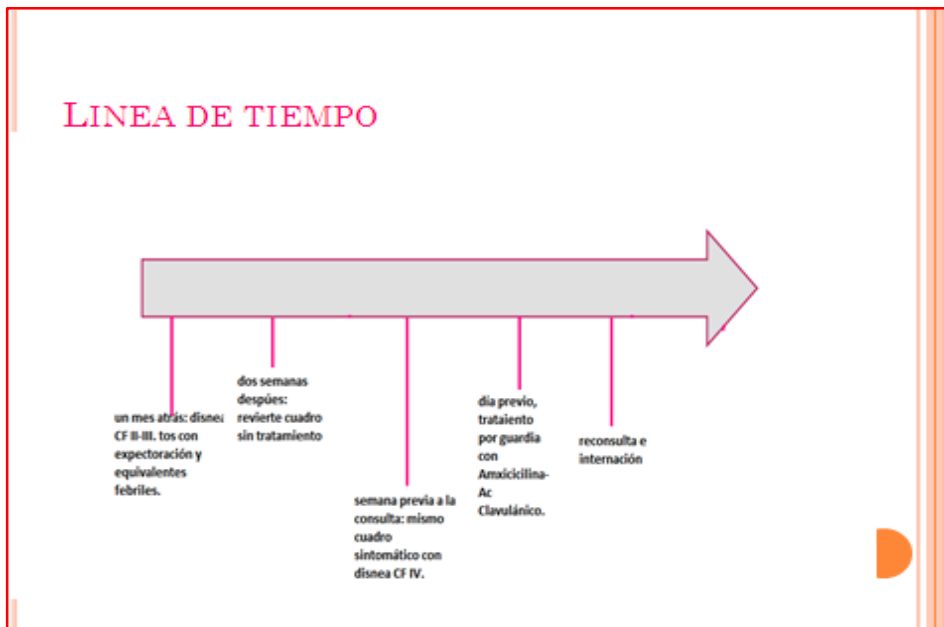 LINEA DE TIEMPO
un mes atrás: disnea
CF II-III. tos con
expectoración y
equivalentes
febriles.
dos semanas
despúes:
revierte cuadro
sin tratamiento
semana previa a la
consulta: mismo
cuadro
sintomático con
disnea CF IV.
día previo,
trataiento
por guardia
con
Amxicicilina-
Ac
Clavulánico.
reconsulta e
internación